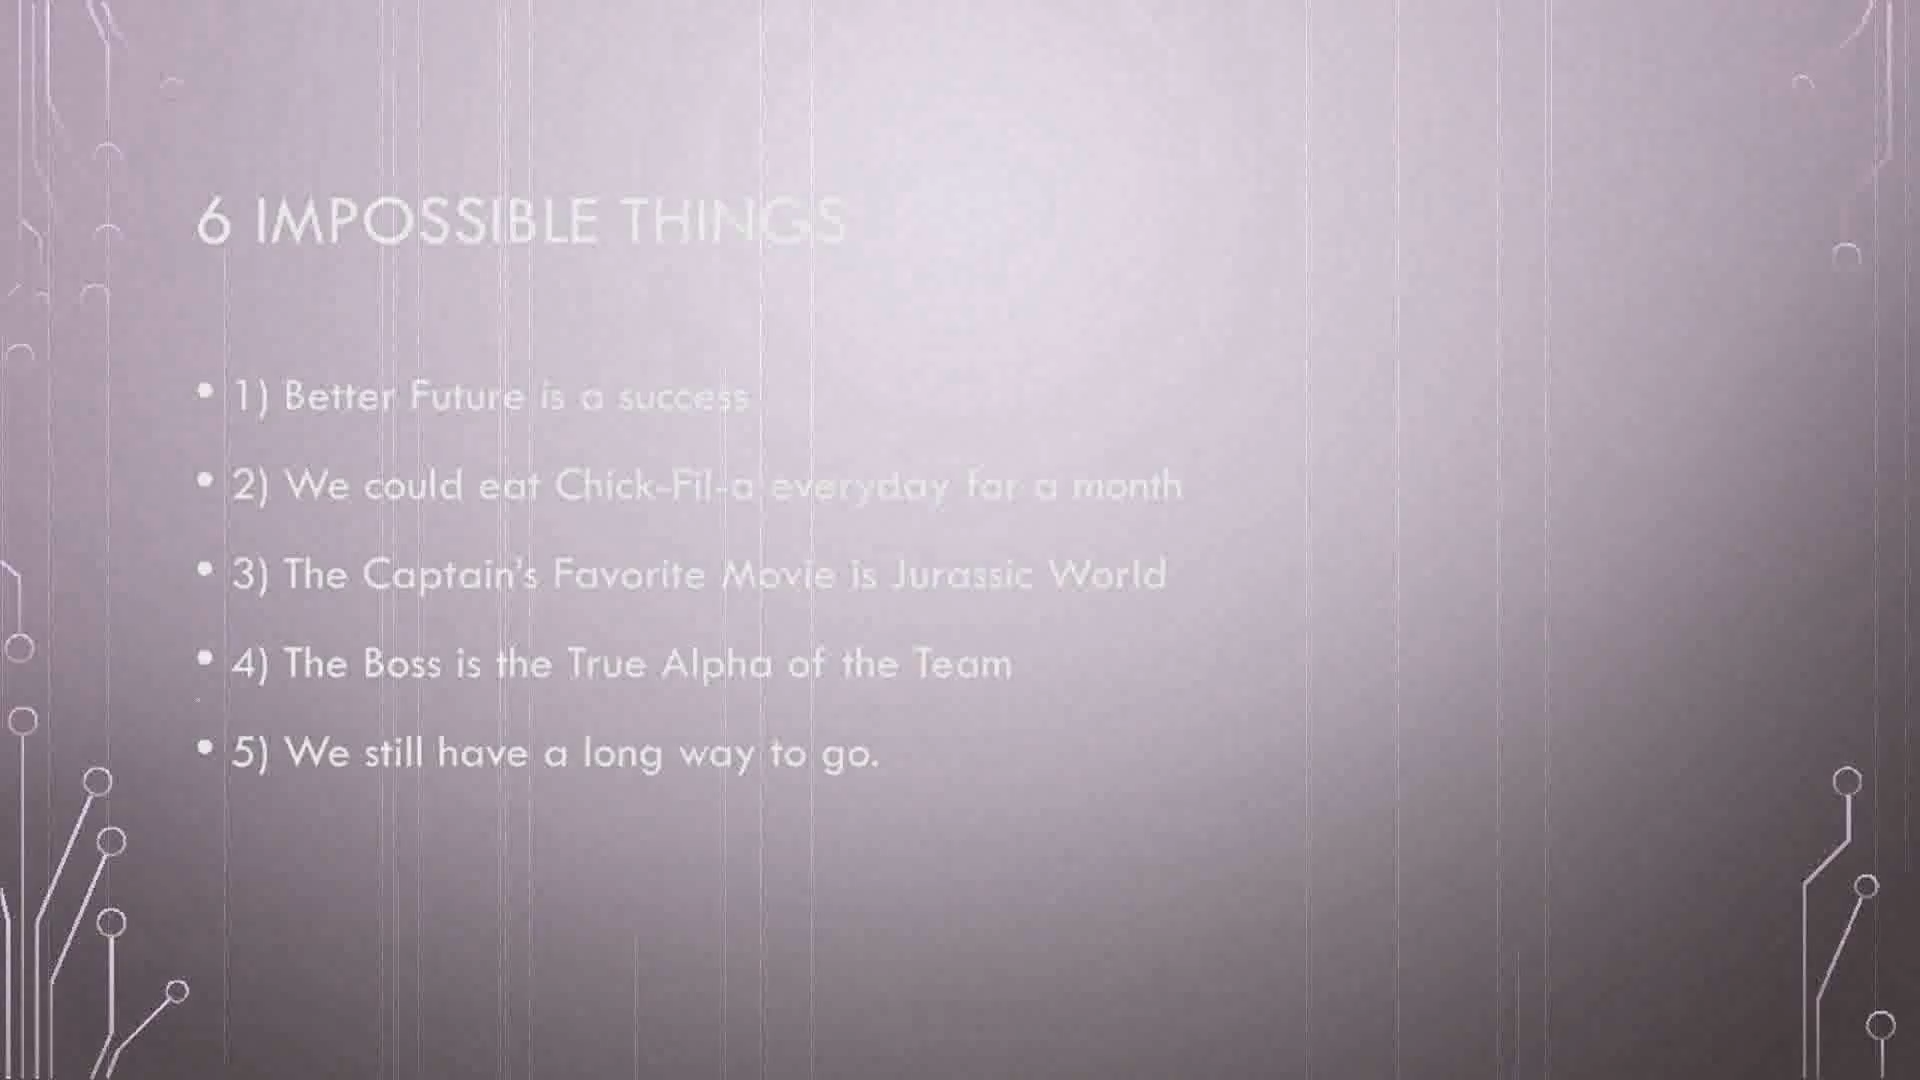 6 IMPOSSIBLE THINGS
• 1) Better Future is a success
• 2) We could eat Chick-Fil-a everyday for a month
• 3) The Captain's Favorite Movie is Jurassic World
• 4) The Boss is the True Alpha of the Team
• 5) We still have a long way to go.